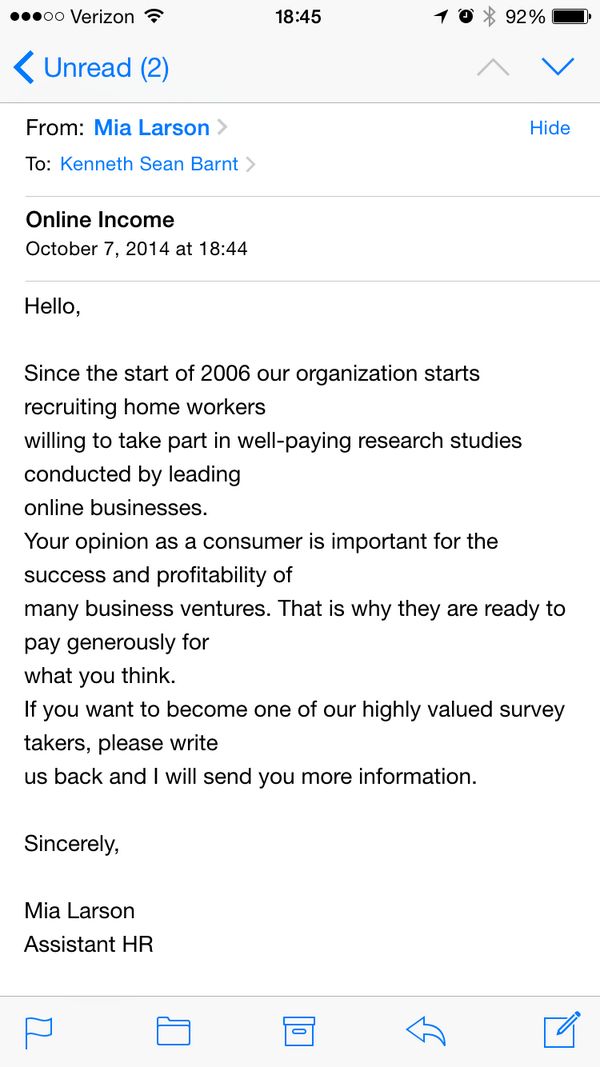 Verizon 18:45 92%
Unread (2)
From: Mia Larson Hide
To: Kenneth Sean Barnt
Online Income
October 7, 2014 at 18:44
Hello,
Since the start of 2006 our organization starts
recruiting home workers
willing to take part in well-paying research studies
conducted by leading
online businesses.
Your opinion as a consumer is important for the
success and profitability of
many business ventures. That is why they are ready to
pay generously for
what you think.
If you want to become one of our highly valued survey
takers, please write
us back and I will send you more information.
Sincerely,
Mia Larson
Assistant HR